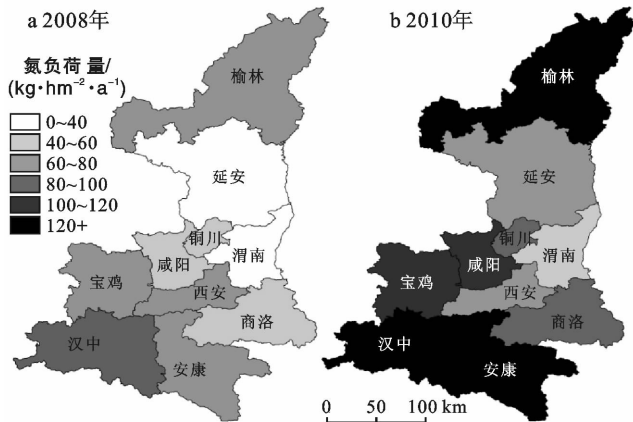 a 2008年
b 2010年
氮负荷量/
(kg·hm⁻²·a⁻¹)
0~40
40~60
60~80
80~100
100~120
120+
榆林
延安
铜川
渭南
咸阳
宝鸡
西安
商洛
汉中
安康
榆林
延安
铜川
渭南
咸阳
宝鸡
西安
商洛
汉中
安康
0 50 100 km